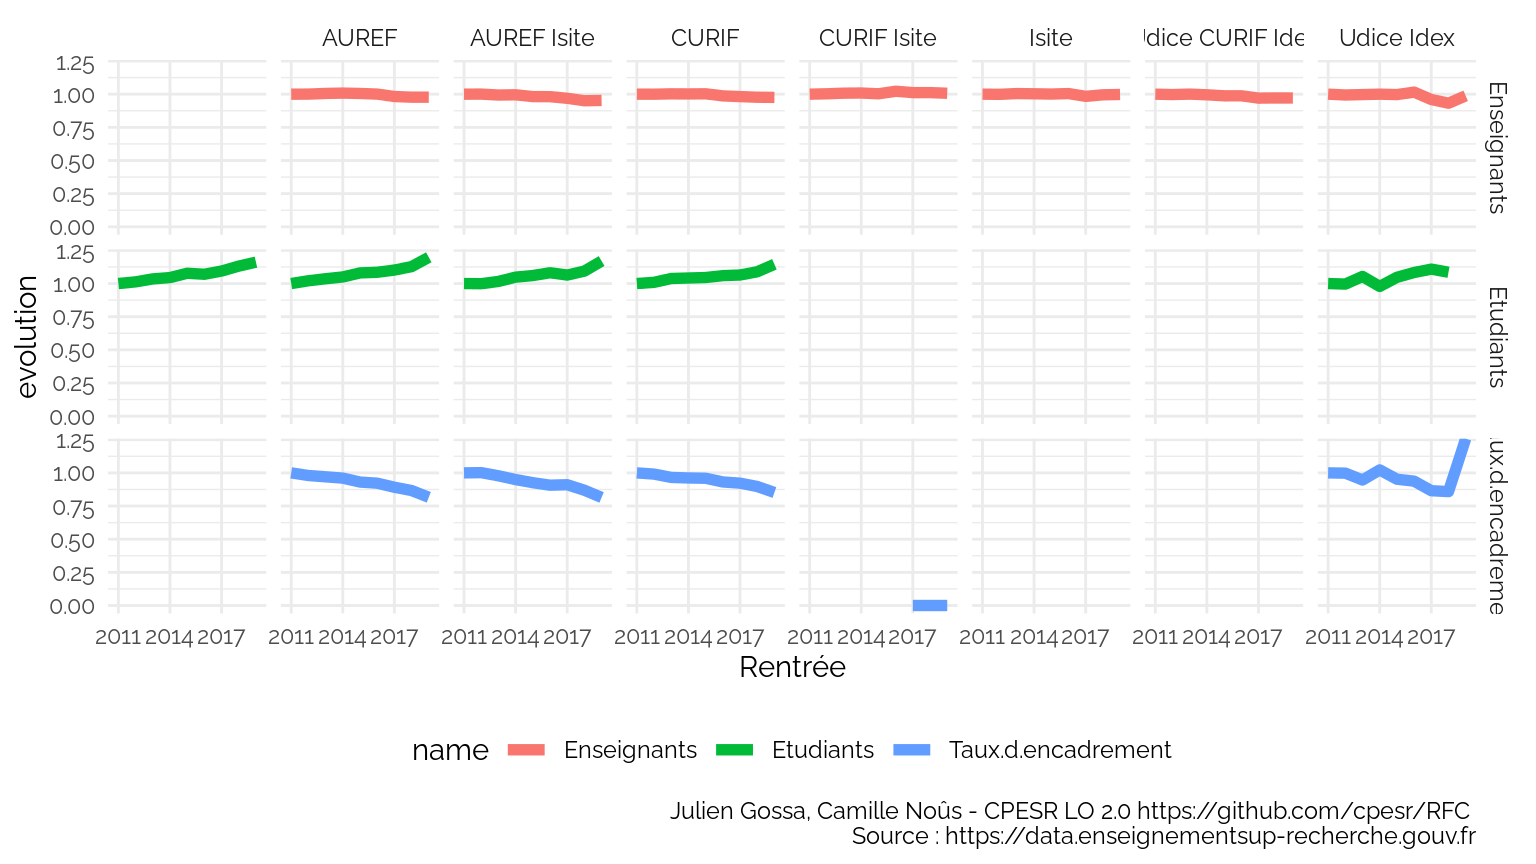 AUREF AUREF Isite CURIF CURIF Isite Isite Udice CURIF Ide Udice Idex
1.25
1.00
0.75
0.50
0.25
0.00
Enseignants
1.25
1.00
0.75
0.50
0.25
0.00
Etudiants
evolution
1.25
1.00
0.75
0.50
0.25
0.00
ux.d.encadreme
2011 2014 2017 2011 2014 2017 2011 2014 2017 2011 2014 2017 2011 2014 2017 2011 2014 2017 2011 2014 2017 2011 2014 2017
Rentrée
name Enseignants Etudiants Taux.d.encadrement
Julien Gossa, Camille Noûs - CPESR LO 2.0 https://github.com/cpesr/RFC
Source : https://data.enseignementsup-recherche.gouv.fr